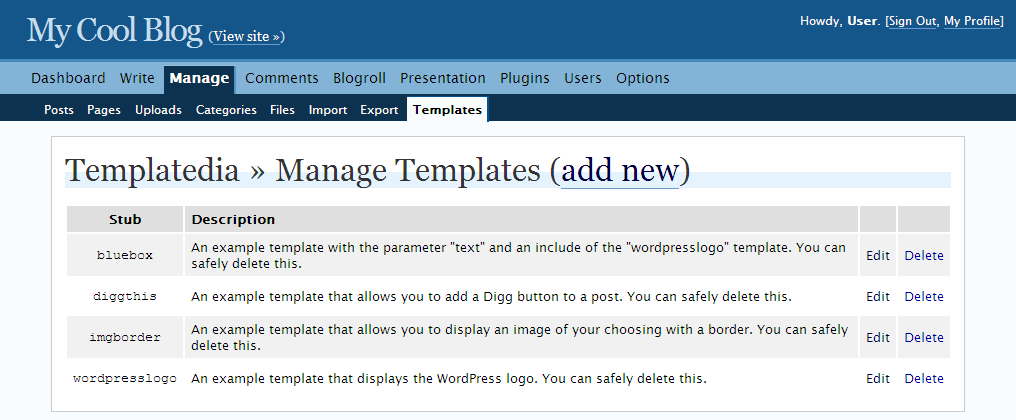 My Cool Blog (View site »)
Howdy, User. [Sign Out, My Profile]
Dashboard Write Manage Comments Blogroll Presentation Plugins Users Options
Posts Pages Uploads Categories Files Import Export Templates
Templatedia » Manage Templates (add new)
Stub Description
bluebox An example template with the parameter "text" and an include of the "wordpresslogo" template. You can Edit Delete
safely delete this.
diggthis An example template that allows you to add a Digg button to a post. You can safely delete this. Edit Delete
imgborder An example template that allows you to display an image of your choosing with a border. You can safely Edit Delete
delete this.
wordpresslogo An example template that displays the WordPress logo. You can safely delete this. Edit Delete